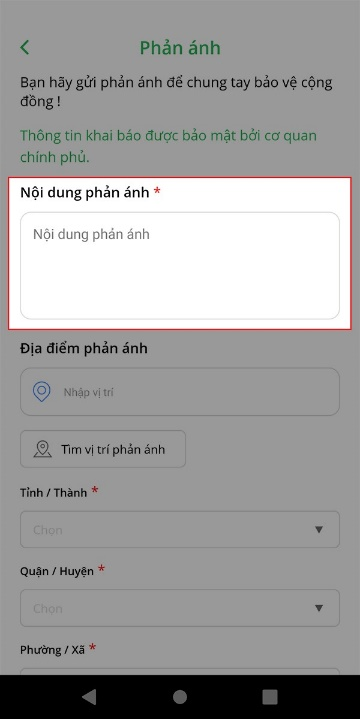 Phản ánh
Bạn hãy gửi phản ánh để chung tay bảo vệ cộng
đồng !
Thông tin khai báo được bảo mật bởi cơ quan
chính phủ.
Nội dung phản ánh *
Nội dung phản ánh
Địa điểm phản ánh
Nhập vị trí
Tìm vị trí phản ánh
Tỉnh / Thành *
Chọn
Quận / Huyện *
Chọn
Phường / Xã *